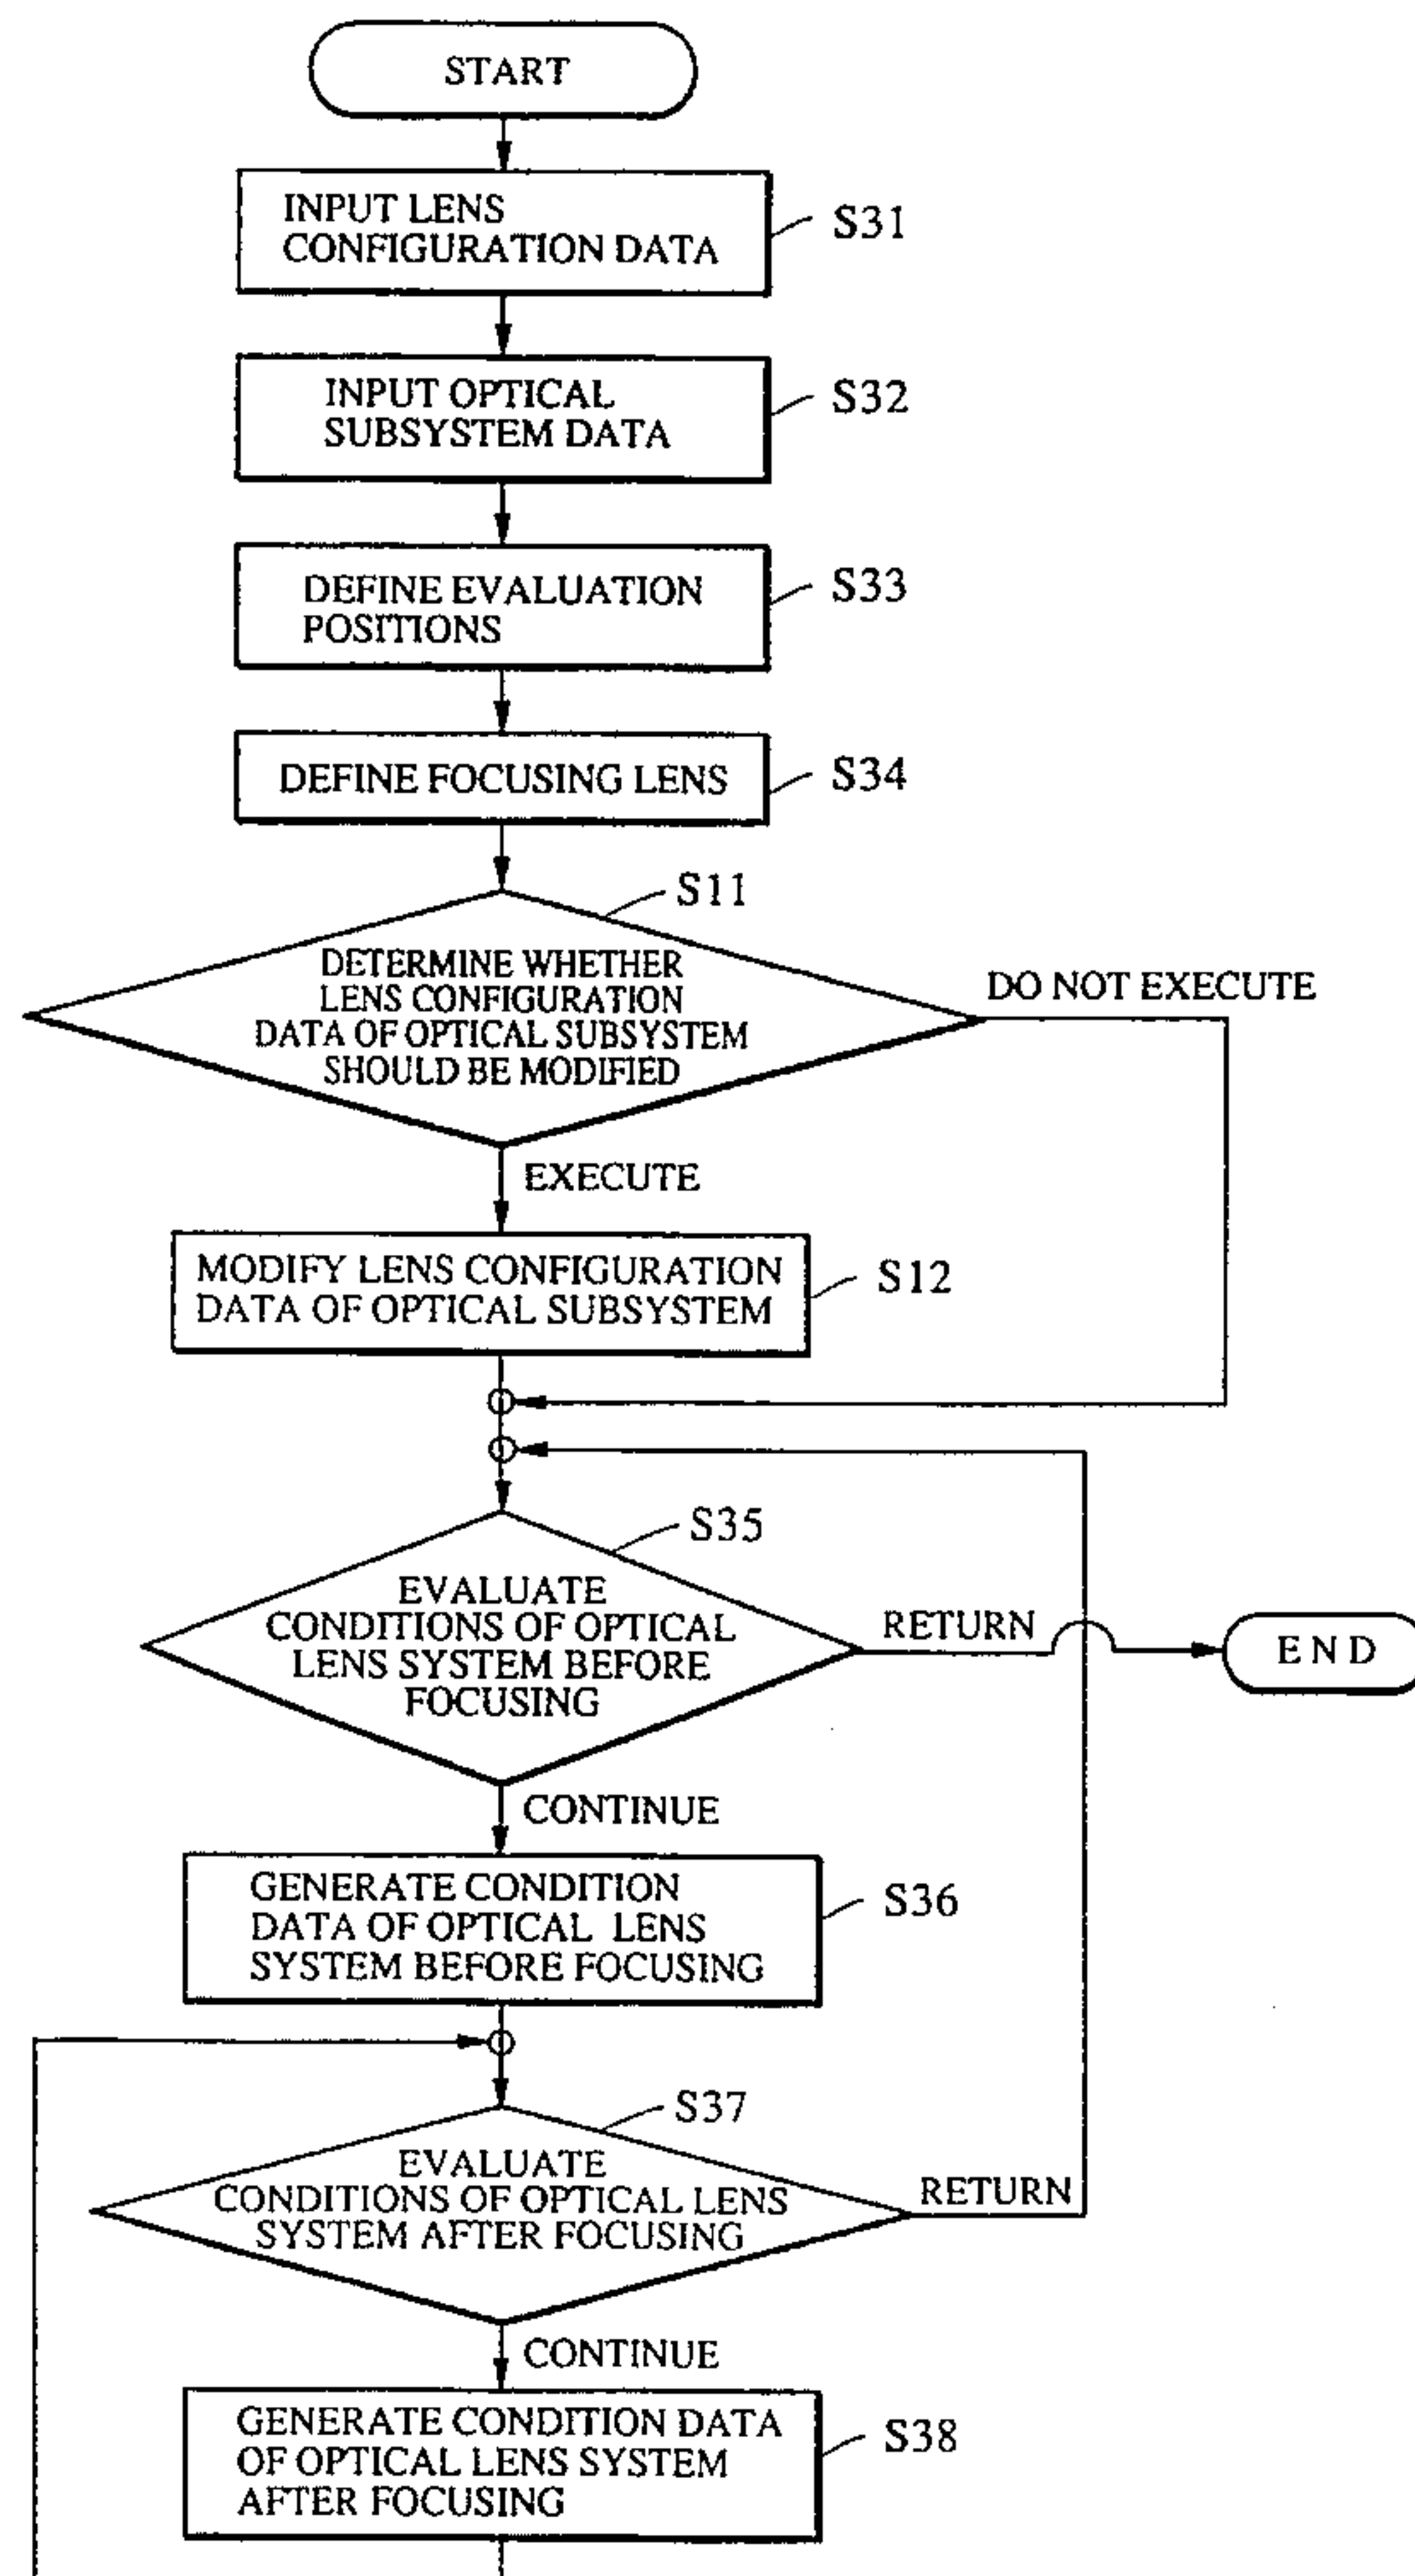 START
INPUT LENS
CONFIGURATION DATA
S31
INPUT OPTICAL
SUBSYSTEM DATA
S32
DEFINE EVALUATION
POSITIONS
S33
DEFINE FOCUSING LENS
S34
S11
DETERMINE WHETHER
LENS CONFIGURATION
DATA OF OPTICAL SUBSYSTEM
SHOULD BE MODIFIED
DO NOT EXECUTE
EXECUTE
MODIFY LENS CONFIGURATION
DATA OF OPTICAL SUBSYSTEM
S12
S35
EVALUATE
CONDITIONS OF OPTICAL
LENS SYSTEM BEFORE
FOCUSING
RETURN
END
CONTINUE
GENERATE CONDITION
DATA OF OPTICAL LENS
SYSTEM BEFORE FOCUSING
S36
S37
EVALUATE
CONDITIONS OF OPTICAL LENS
SYSTEM AFTER FOCUSING
RETURN
CONTINUE
GENERATE CONDITION DATA
OF OPTICAL LENS SYSTEM
AFTER FOCUSING
S38